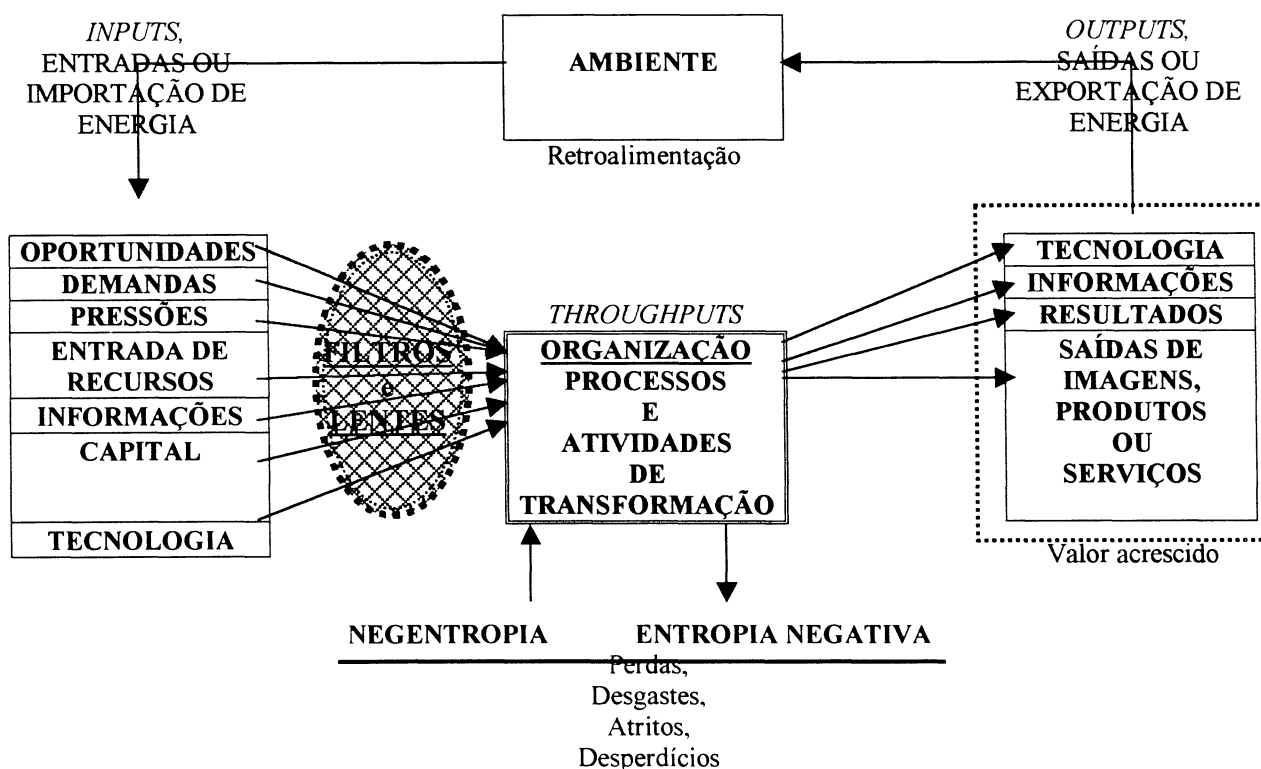 INPUTS,
ENTRADAS OU
IMPORTAÇÃO DE
ENERGIA
AMBIENTE
Retroalimentação
OUTPUTS,
SAÍDAS OU
EXPORTAÇÃO DE
ENERGIA
OPORTUNIDADES
DEMANDAS
PRESSÕES
ENTRADA DE
RECURSOS
INFORMAÇÕES
CAPITAL
TECNOLOGIA
FILTROS
e
LENTES
THROUGHPUTS
ORGANIZAÇÃO
PROCESSOS
E
ATIVIDADES
DE
TRANSFORMAÇÃO
TECNOLOGIA
INFORMAÇÕES
RESULTADOS
SAÍDAS DE
IMAGENS,
PRODUTOS
OU
SERVIÇOS
Valor acrescido
NEGENTROPIA
ENTROPIA NEGATIVA
Perdas,
Desgastes,
Atritos,
Desperdícios